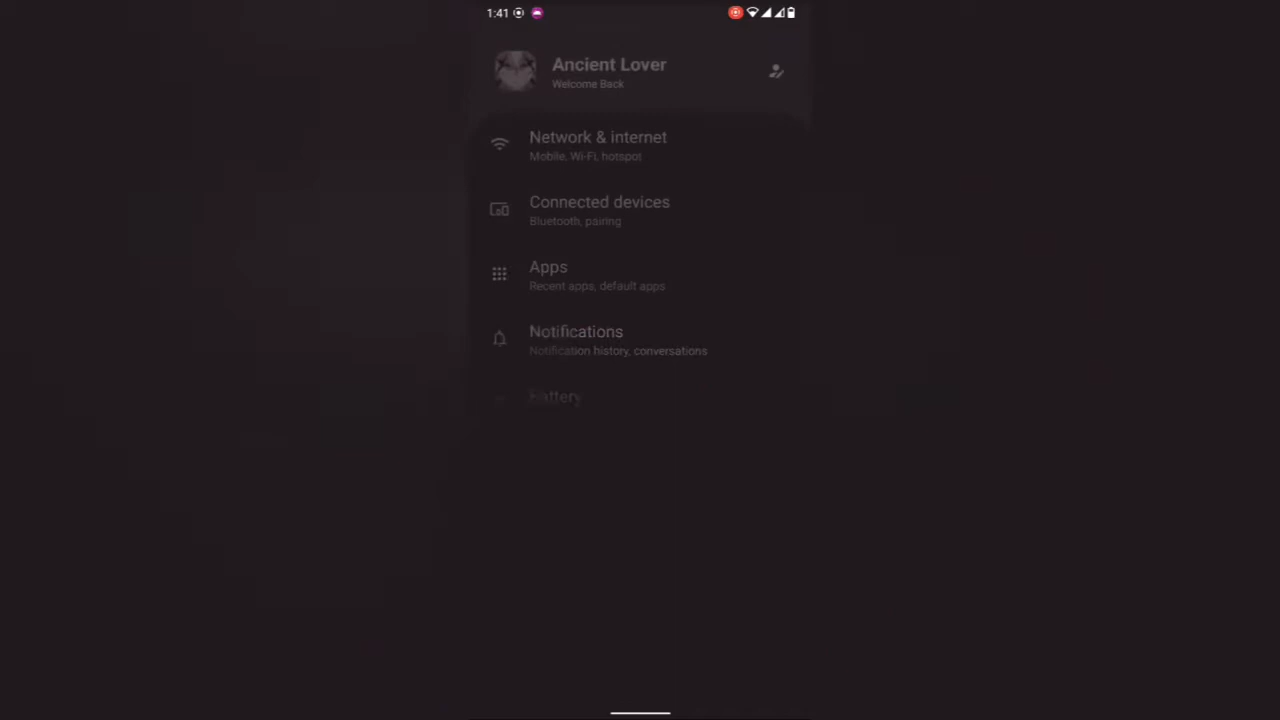 1:41
Ancient Lover
Welcome Back
Network & internet
Mobile, Wi-Fi, hotspot
Connected devices
Bluetooth, pairing
Apps
Recent apps, default apps
Notifications
Notification history, conversations
Battery